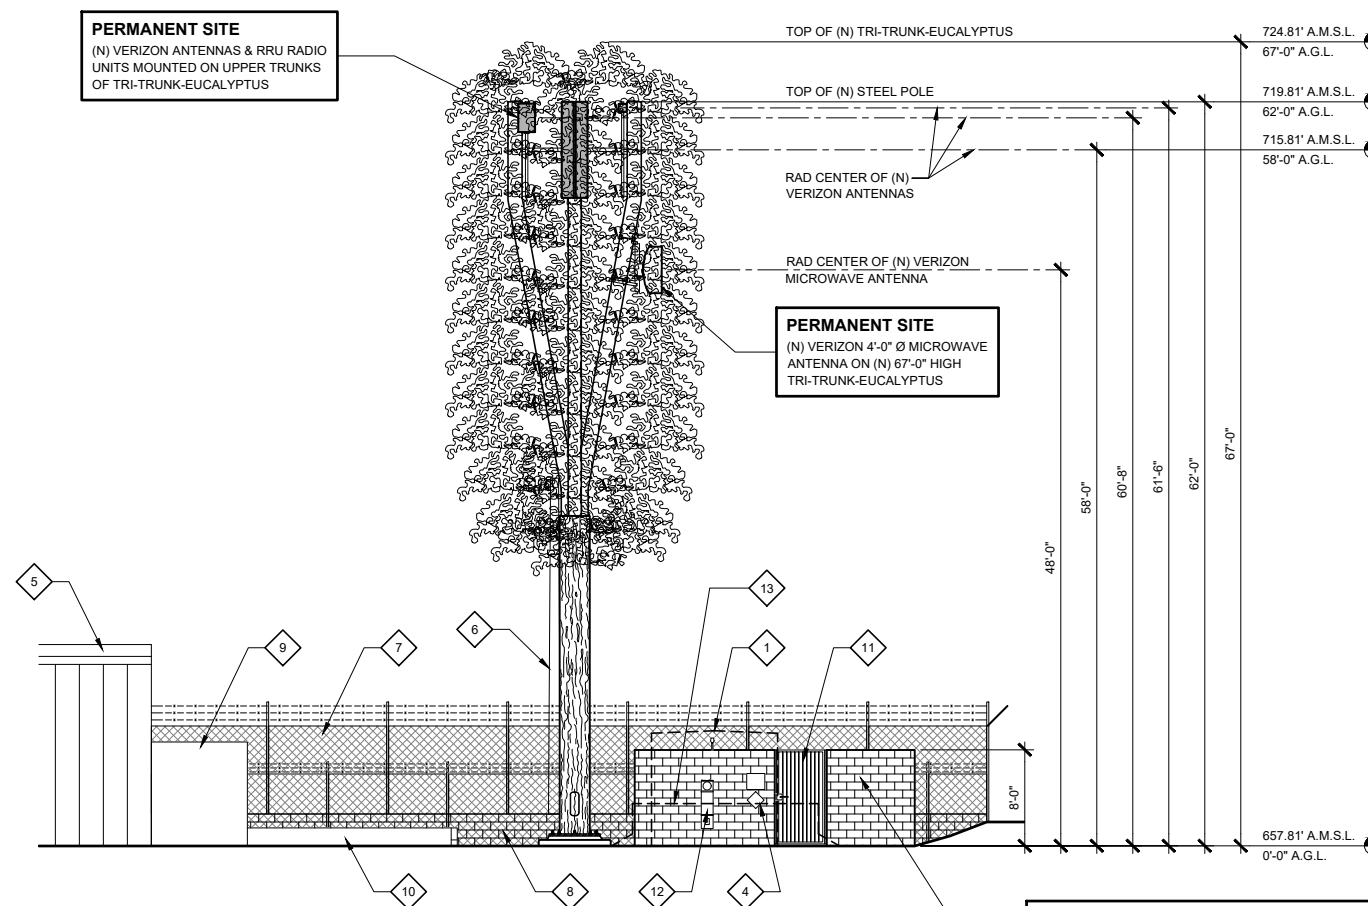 PERMANENT SITE
(N) VERIZON ANTENNAS & RRU RADIO
UNITS MOUNTED ON UPPER TRUNKS
OF TRI-TRUNK-EUCALYPTUS
TOP OF (N) TRI-TRUNK-EUCALYPTUS
724.81' A.M.S.L.
67'-0" A.G.L.
TOP OF (N) STEEL POLE
719.81' A.M.S.L.
62'-0" A.G.L.
715.81' A.M.S.L.
58'-0" A.G.L.
RAD CENTER OF (N)
VERIZON ANTENNAS
RAD CENTER OF (N) VERIZON
MICROWAVE ANTENNA
PERMANENT SITE
(N) VERIZON 4'-0" Ø MICROWAVE
ANTENNA ON (N) 67'-0" HIGH
TRI-TRUNK-EUCALYPTUS
48'-0"
58'-0"
60'-8"
61'-6"
62'-0"
67'-0"
5
9
7
6
13
1
11
8'-0"
657.81' A.M.S.L.
0'-0" A.G.L.
10
8
12
4